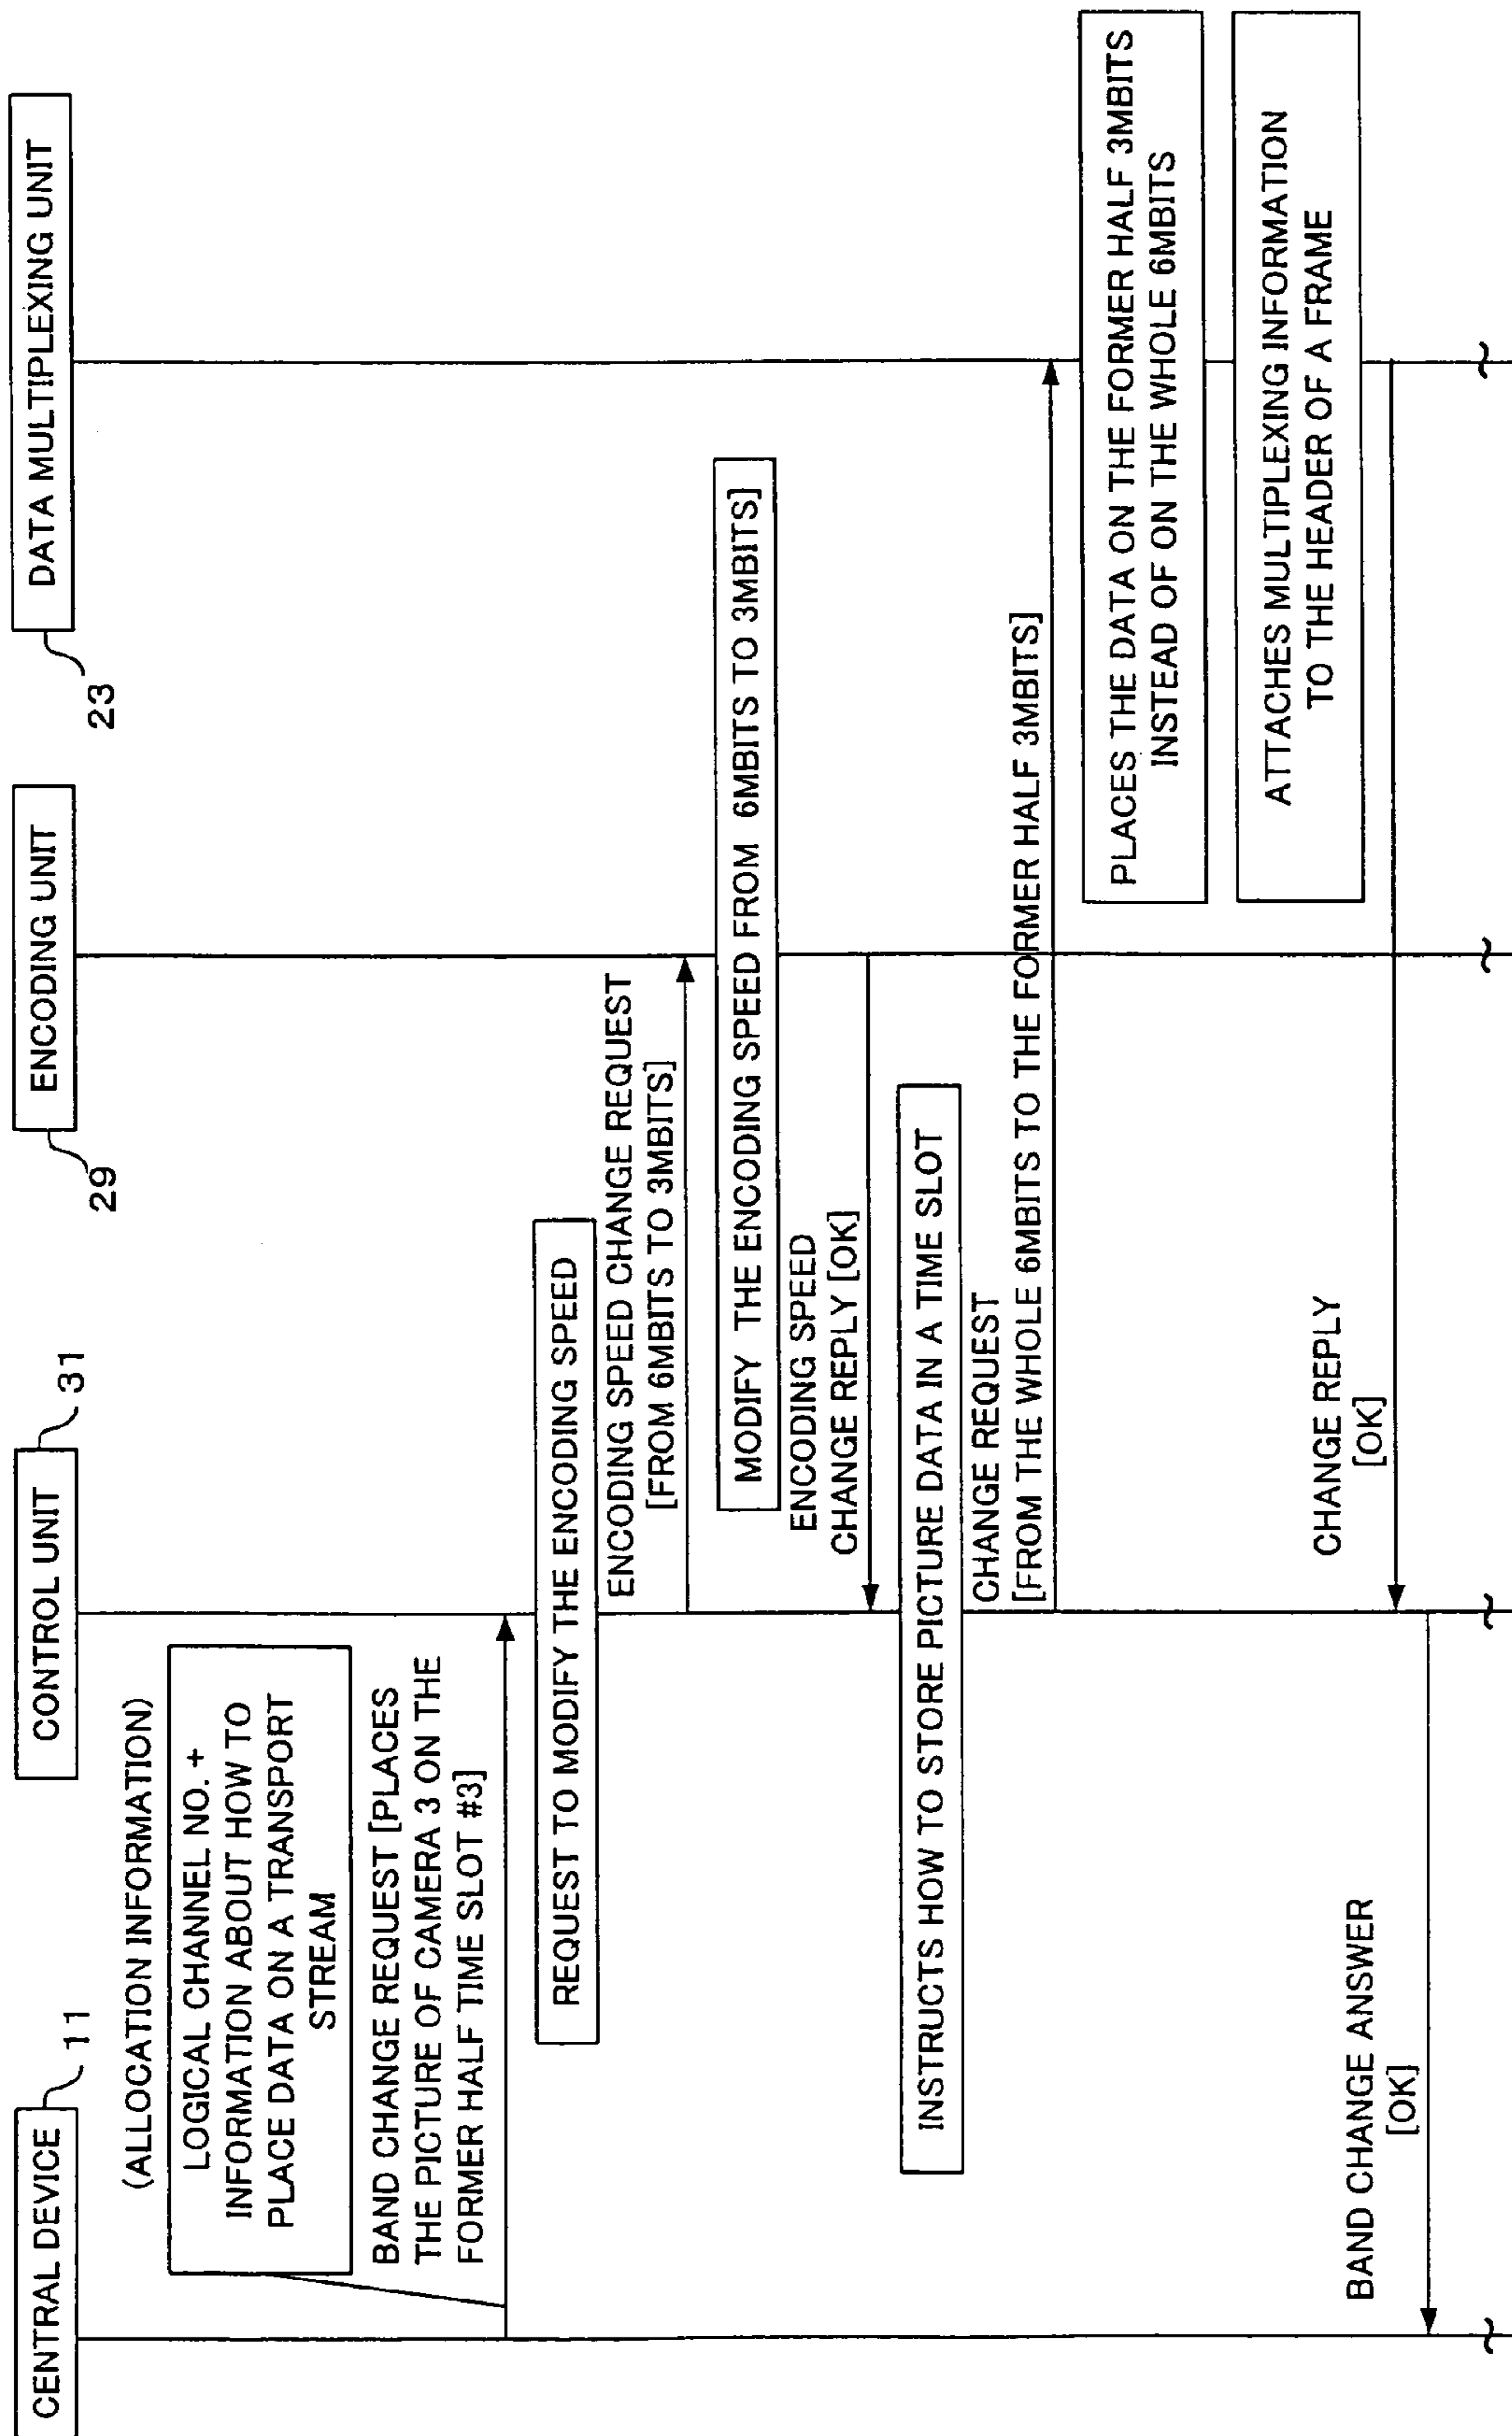 CENTRAL DEVICE
11
CONTROL UNIT
31
ENCODING UNIT
29
DATA MULTIPLEXING UNIT
23
(ALLOCATION INFORMATION)
LOGICAL CHANNEL NO. +
INFORMATION ABOUT HOW TO
PLACE DATA ON A TRANSPORT
STREAM
BAND CHANGE REQUEST [PLACES
THE PICTURE OF CAMERA 3 ON THE
FORMER HALF TIME SLOT #3]
REQUEST TO MODIFY THE ENCODING SPEED
ENCODING SPEED CHANGE REQUEST
[FROM 6MBITS TO 3MBITS]
MODIFY THE ENCODING SPEED FROM 6MBITS TO 3MBITS]
ENCODING SPEED
CHANGE REPLY [OK]
INSTRUCTS HOW TO STORE PICTURE DATA IN A TIME SLOT
CHANGE REQUEST
[FROM THE WHOLE 6MBITS TO THE FORMER HALF 3MBITS]
PLACES THE DATA ON THE FORMER HALF 3MBITS
INSTEAD OF ON THE WHOLE 6MBITS
ATTACHES MULTIPLEXING INFORMATION
TO THE HEADER OF A FRAME
CHANGE REPLY
[OK]
BAND CHANGE ANSWER
[OK]